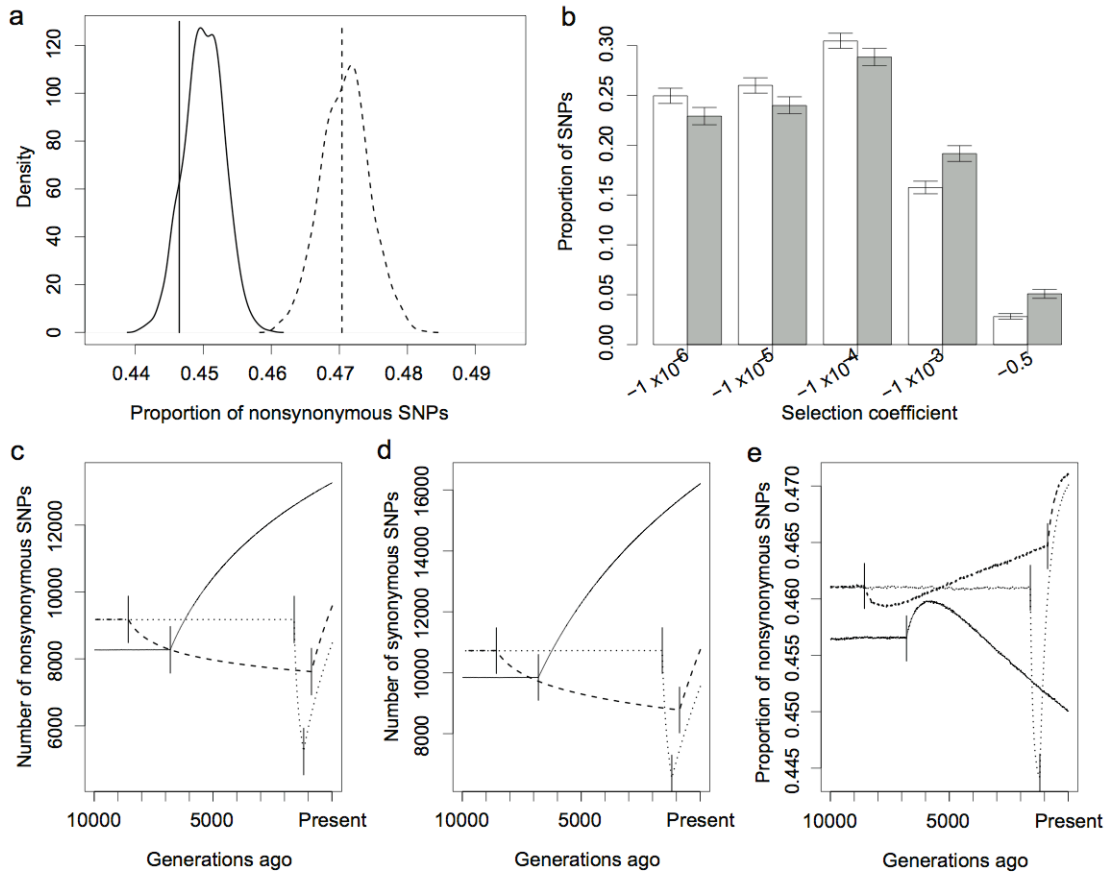 a
Density
0 20 40 60 80 100 120
0.44 0.45 0.46 0.47 0.48 0.49
Proportion of nonsynonymous SNPs
b
Proportion of SNPs
0.00 0.05 0.10 0.15 0.20 0.25 0.30
−1 x10−6 −1 x10−5 −1 x10−4 −1 x10−3 −0.5
Selection coefficient
c
Number of nonsynonymous SNPs
6000 8000 10000 12000
10000 5000 Present
Generations ago
d
Number of synonymous SNPs
8000 10000 12000 14000 16000
10000 5000 Present
Generations ago
e
Proportion of nonsynonymous SNPs
0.445 0.450 0.455 0.460 0.465 0.470
10000 5000 Present
Generations ago